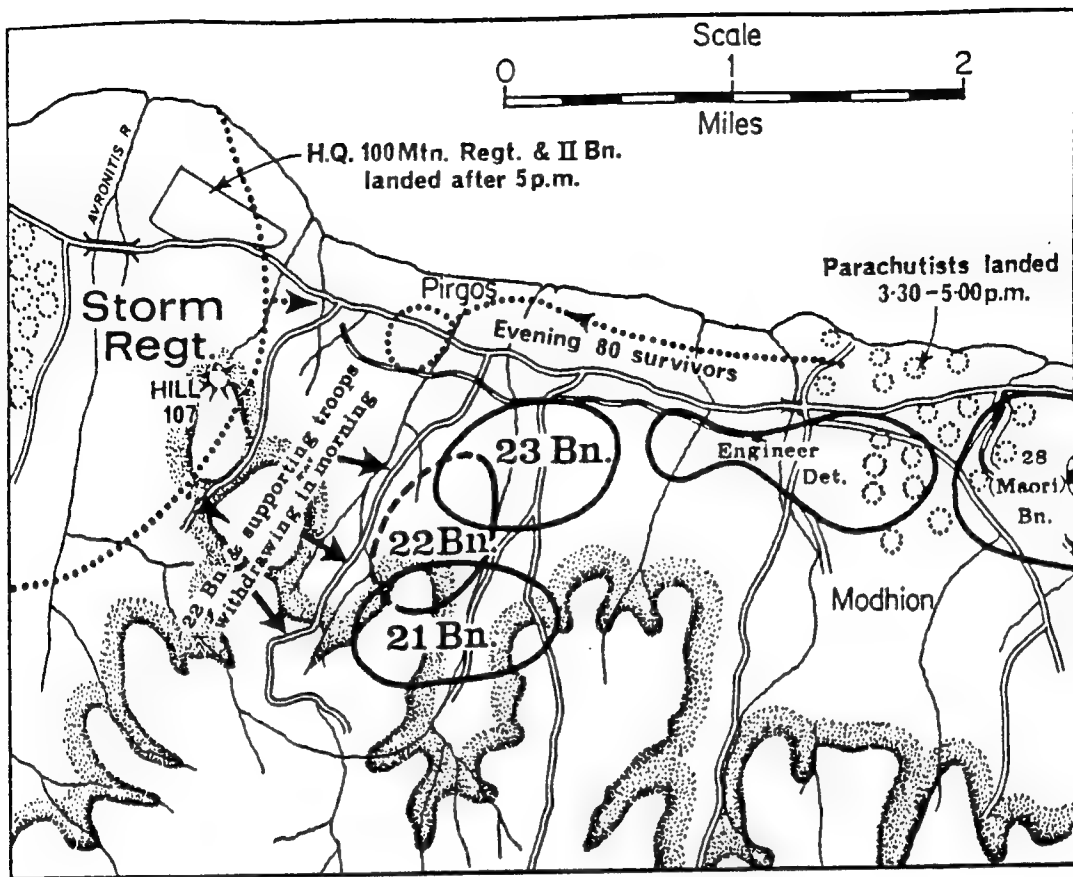 Scale
0 1 2
Miles
H.Q. 100 Mtn. Regt. & II Bn.
landed after 5 p.m.
AVRONITIS R
Parachutists landed
3·30 – 5·00 p.m.
Pirgos
Storm
Regt.
Evening 80 survivors
HILL
107
22 Bn. & supporting troops
withdrawing in morning
23 Bn.
Engineer
Det.
28
(Maori)
Bn.
22 Bn.
21 Bn.
Modhion